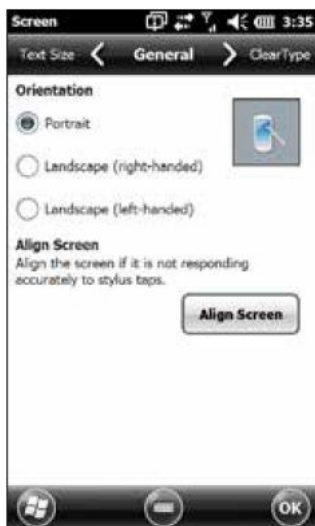 Screen 3:35
Text Size General ClearType
Orientation
Portrait
Landscape (right-handed)
Landscape (left-handed)
Align Screen
Align the screen if it is not responding
accurately to stylus taps.
Align Screen
OK